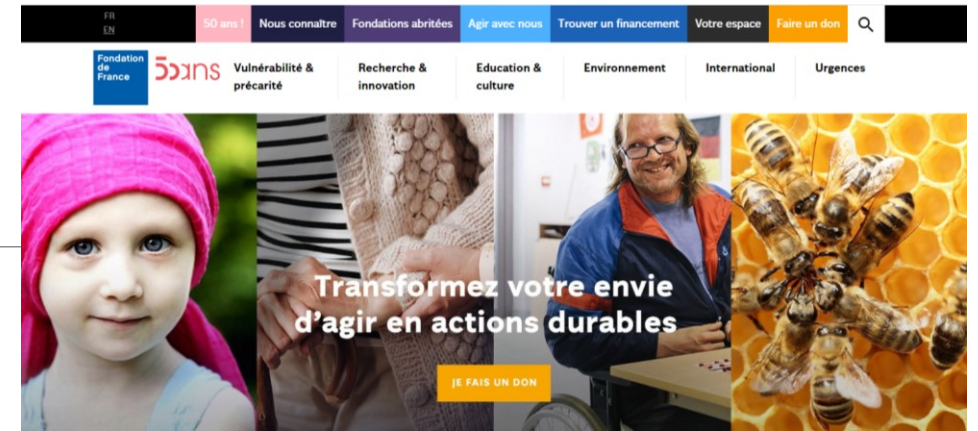 FR
EN
50 ans !
Nous connaître
Fondations abritées
Agir avec nous
Trouver un financement
Votre espace
Faire un don
Fondation
de
France
50ans
Vulnérabilité &
précarité
Recherche &
innovation
Education &
culture
Environnement
International
Urgences
Transformez votre envie
d'agir en actions durables
JE FAIS UN DON